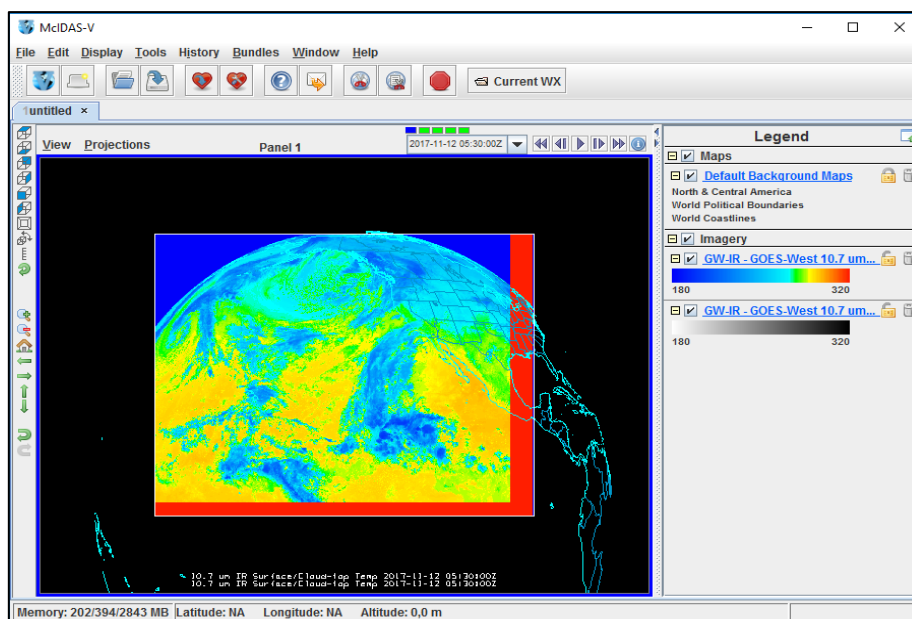 McIDAS-V
File Edit Display Tools History Bundles Window Help
Current WX
1untitled ×
View Projections Panel 1 2017-11-12 05:30:00Z
Legend
Maps
Default Background Maps
North & Central America
World Political Boundaries
World Coastlines
Imagery
GW-IR - GOES-West 10.7 um...
180 320
GW-IR - GOES-West 10.7 um...
180 320
10.7 um IR Surface/Cloud-top Temp 2017-11-12 05:30:00Z
10.7 um IR Surface/Cloud-top Temp 2017-11-12 05:30:00Z
Memory: 202/394/2843 MB Latitude: NA Longitude: NA Altitude: 0,0 m